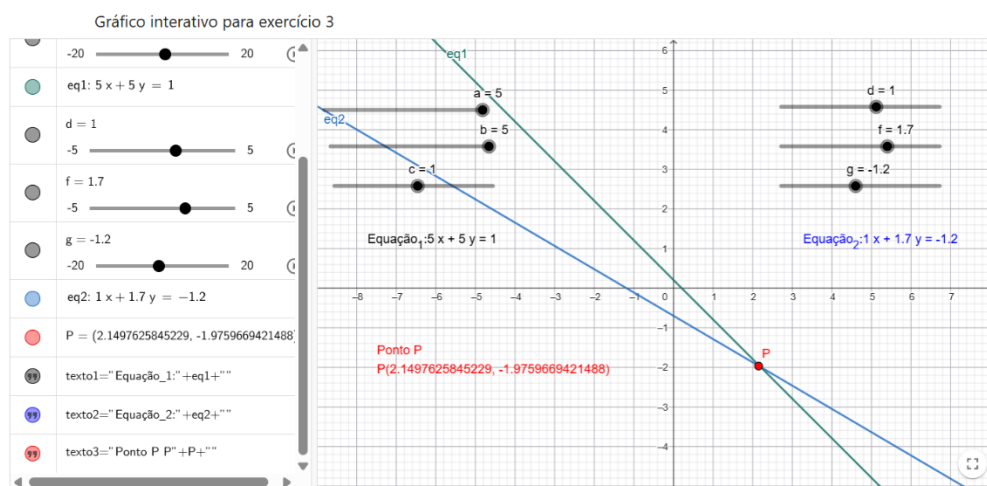 Gráfico interativo para exercício 3
-20 20
eq1: 5 x + 5 y = 1
d = 1
-5 5
f = 1.7
-5 5
g = -1.2
-20 20
eq2: 1 x + 1.7 y = −1.2
P = (2.1497625845229, -1.9759669421488)
texto1="Equação_1:"+eq1+""
texto2="Equação_2:"+eq2+""
texto3="Ponto P P"+P+""
eq1
eq2
a = 5
b = 5
c = 1
d = 1
f = 1.7
g = -1.2
Equação₁:5 x + 5 y = 1
Equação₂:1 x + 1.7 y = -1.2
Ponto P
P(2.1497625845229, -1.9759669421488)
P
6
5
4
3
2
1
–8 –7 –6 –5 –4 –3 –2 –1 0 1 2 3 4 5 6 7
–1
–2
–3
–4